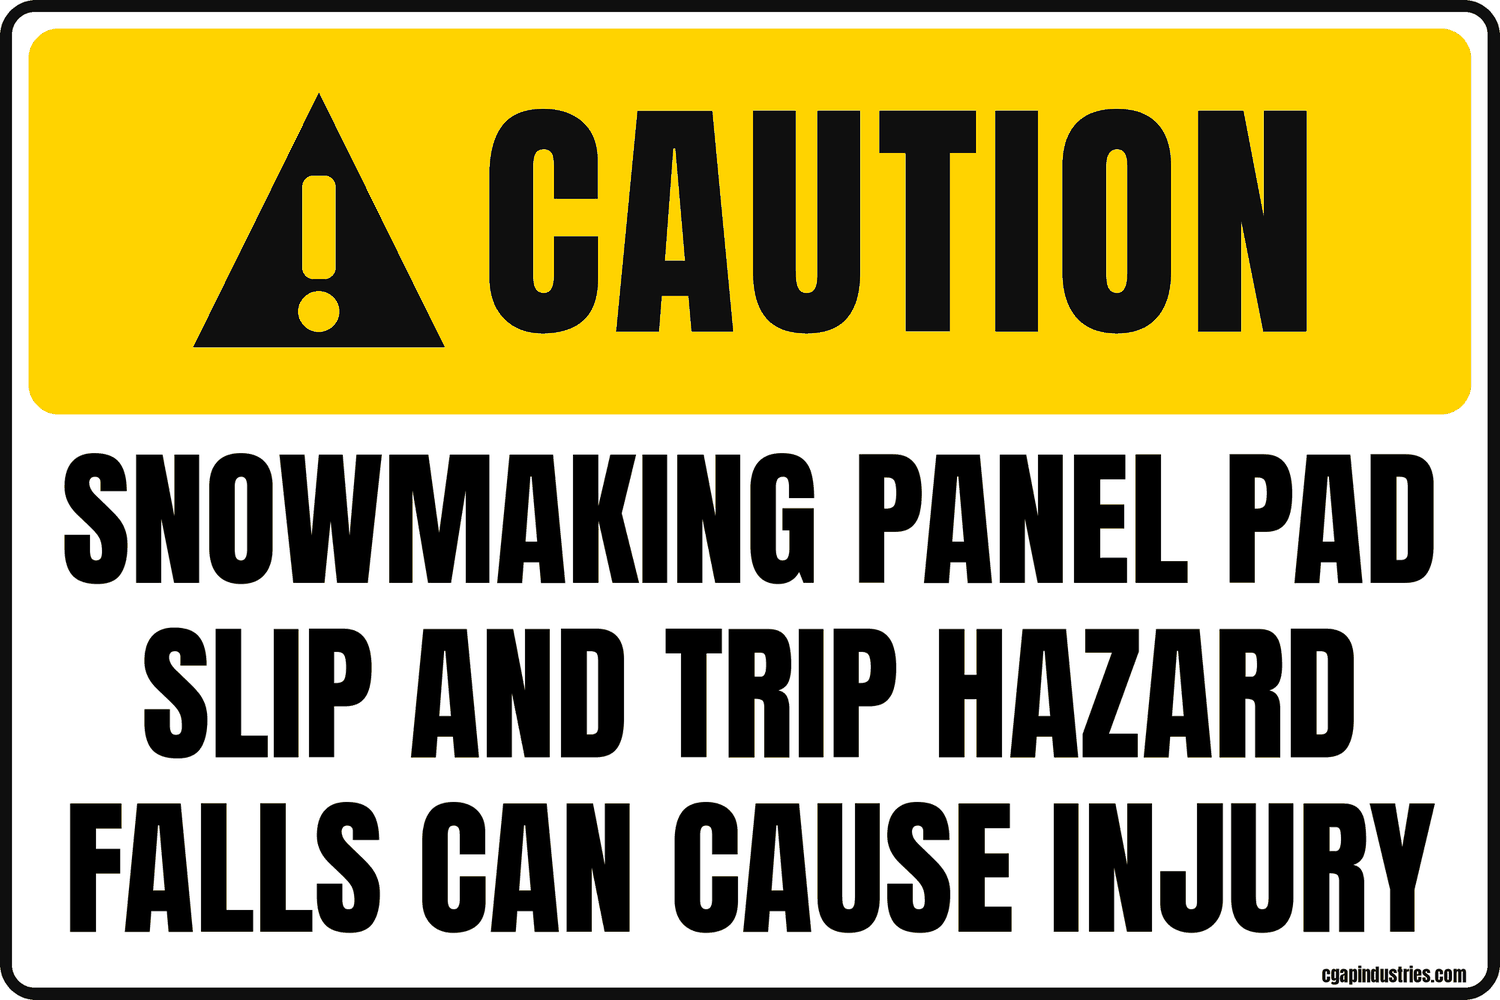 CAUTION
SNOWMAKING PANEL PAD
SLIP AND TRIP HAZARD
FALLS CAN CAUSE INJURY
cgapindustries.com